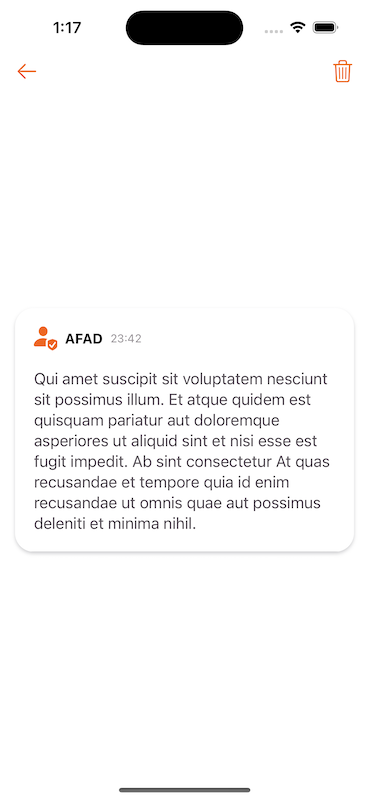 1:17
AFAD 23:42
Qui amet suscipit sit voluptatem nesciunt
sit possimus illum. Et atque quidem est
quisquam pariatur aut doloremque
asperiores ut aliquid sint et nisi esse est
fugit impedit. Ab sint consectetur At quas
recusandae et tempore quia id enim
recusandae ut omnis quae aut possimus
deleniti et minima nihil.